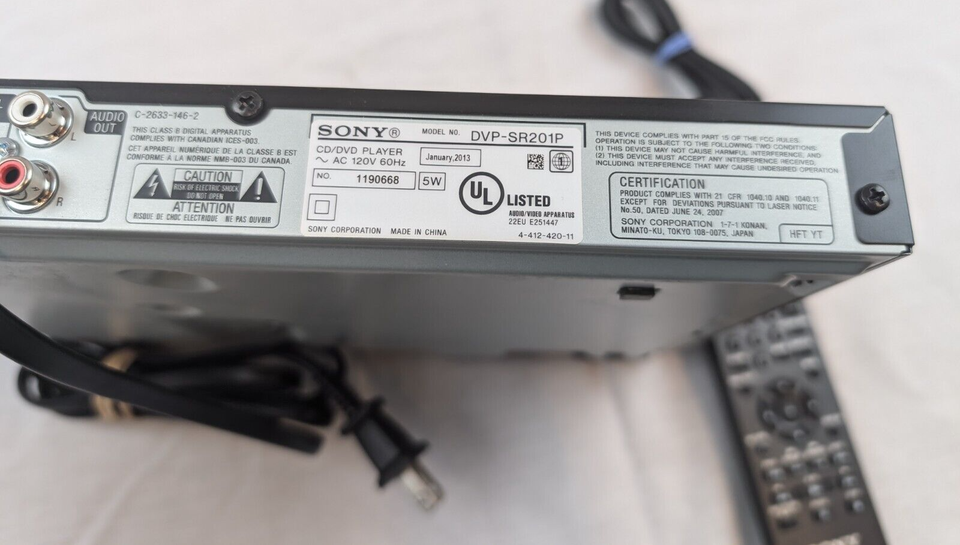 AUDIO
OUT
L
R
C-2633-146-2
THIS CLASS B DIGITAL APPARATUS
COMPLIES WITH CANADIAN ICES-003.
CET APPAREIL NUMÉRIQUE DE LA CLASSE B EST
CONFORME À LA NORME NMB-003 DU CANADA.
CAUTION
RISK OF ELECTRIC SHOCK
DO NOT OPEN
ATTENTION
RISQUE DE CHOC ELECTRIQUE NE PAS OUVRIR
SONY®
MODEL NO. DVP-SR201P
CD/DVD PLAYER
~ AC 120V 60Hz
January,2013
NO. 1190668
5W
UL
LISTED
AUDIO/VIDEO APPARATUS
22EU E251447
SONY CORPORATION MADE IN CHINA
4-412-420-11
THIS DEVICE COMPLIES WITH PART 15 OF THE FCC RULES.
OPERATION IS SUBJECT TO THE FOLLOWING TWO CONDITIONS:
(1) THIS DEVICE MAY NOT CAUSE HARMFUL INTERFERENCE; AND
(2) THIS DEVICE MUST ACCEPT ANY INTERFERENCE RECEIVED,
INCLUDING INTERFERENCE THAT MAY CAUSE UNDESIRED OPERATION.
CERTIFICATION
PRODUCT COMPLIES WITH 21 CFR 1040.10 AND 1040.11
EXCEPT FOR DEVIATIONS PURSUANT TO LASER NOTICE
No.50, DATED JUNE 24, 2007
SONY CORPORATION 1-7-1 KONAN,
MINATO-KU, TOKYO 108-0075, JAPAN
HFT YT